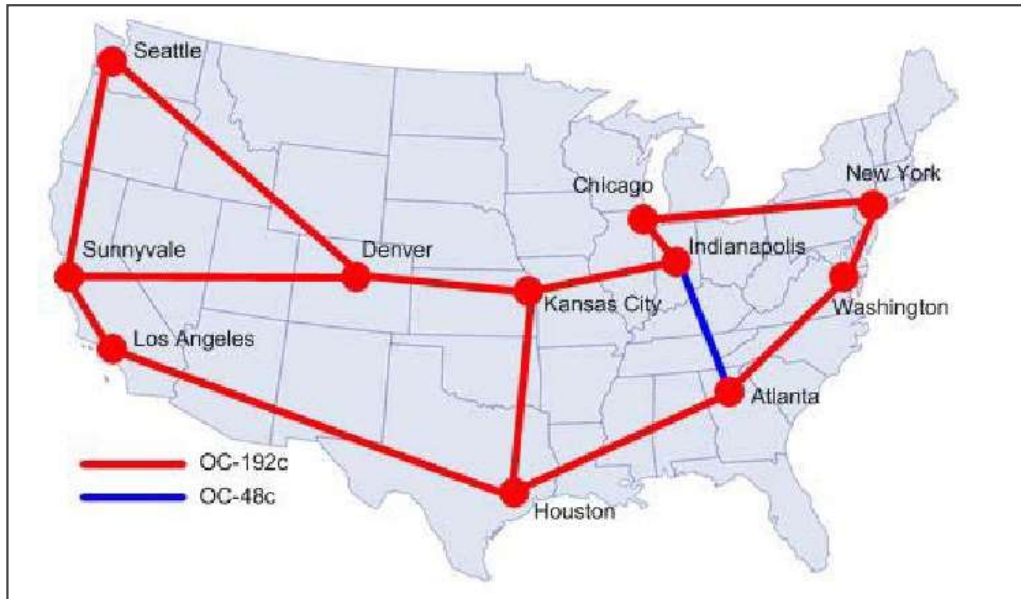 Seattle
New York
Chicago
Sunnyvale
Denver
Indianapolis
Kansas City
Washington
Los Angeles
Atlanta
OC-192c
OC-48c
Houston